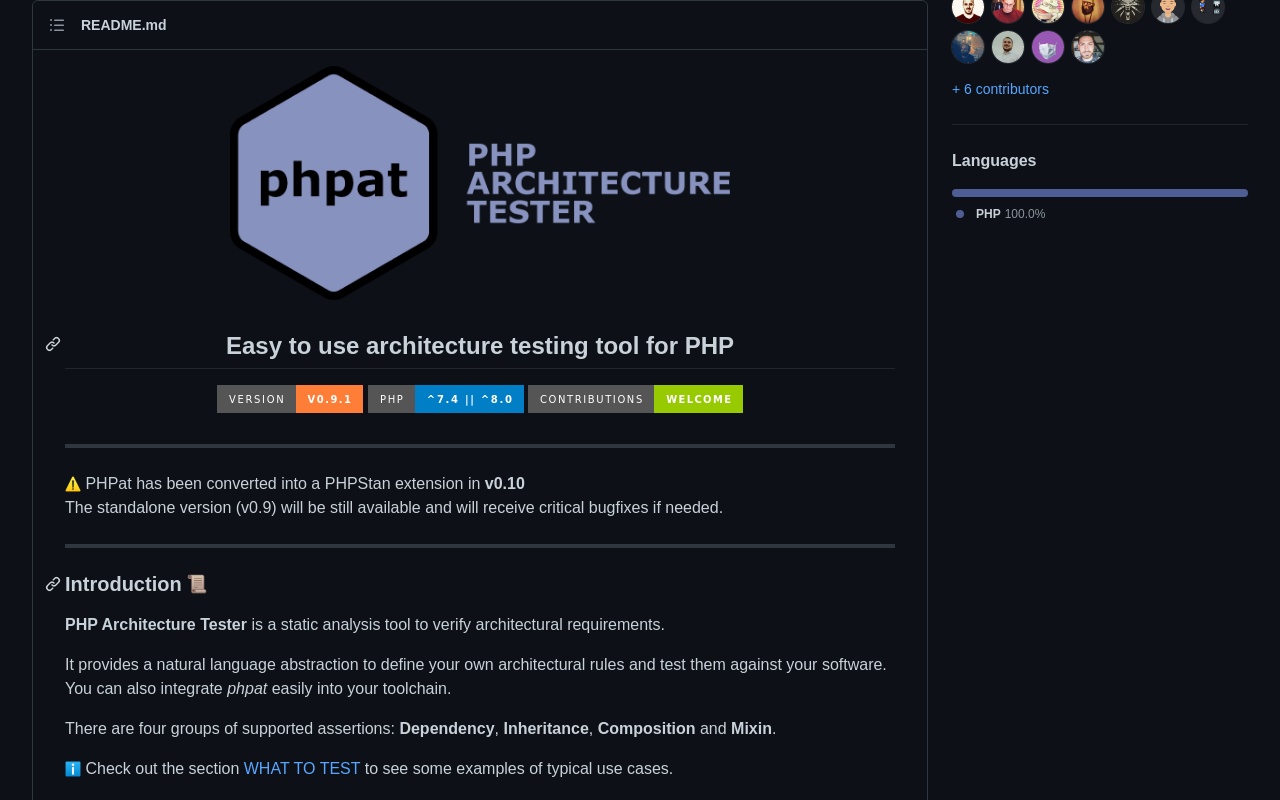 README.md
phpat
PHP
ARCHITECTURE
TESTER
Easy to use architecture testing tool for PHP
VERSION V0.9.1 PHP ^7.4 || ^8.0 CONTRIBUTIONS WELCOME
⚠️ PHPat has been converted into a PHPStan extension in v0.10
The standalone version (v0.9) will be still available and will receive critical bugfixes if needed.
Introduction 📜
PHP Architecture Tester is a static analysis tool to verify architectural requirements.
It provides a natural language abstraction to define your own architectural rules and test them against your software.
You can also integrate phpat easily into your toolchain.
There are four groups of supported assertions: Dependency, Inheritance, Composition and Mixin.
ℹ️ Check out the section WHAT TO TEST to see some examples of typical use cases.
+ 6 contributors
Languages
PHP 100.0%